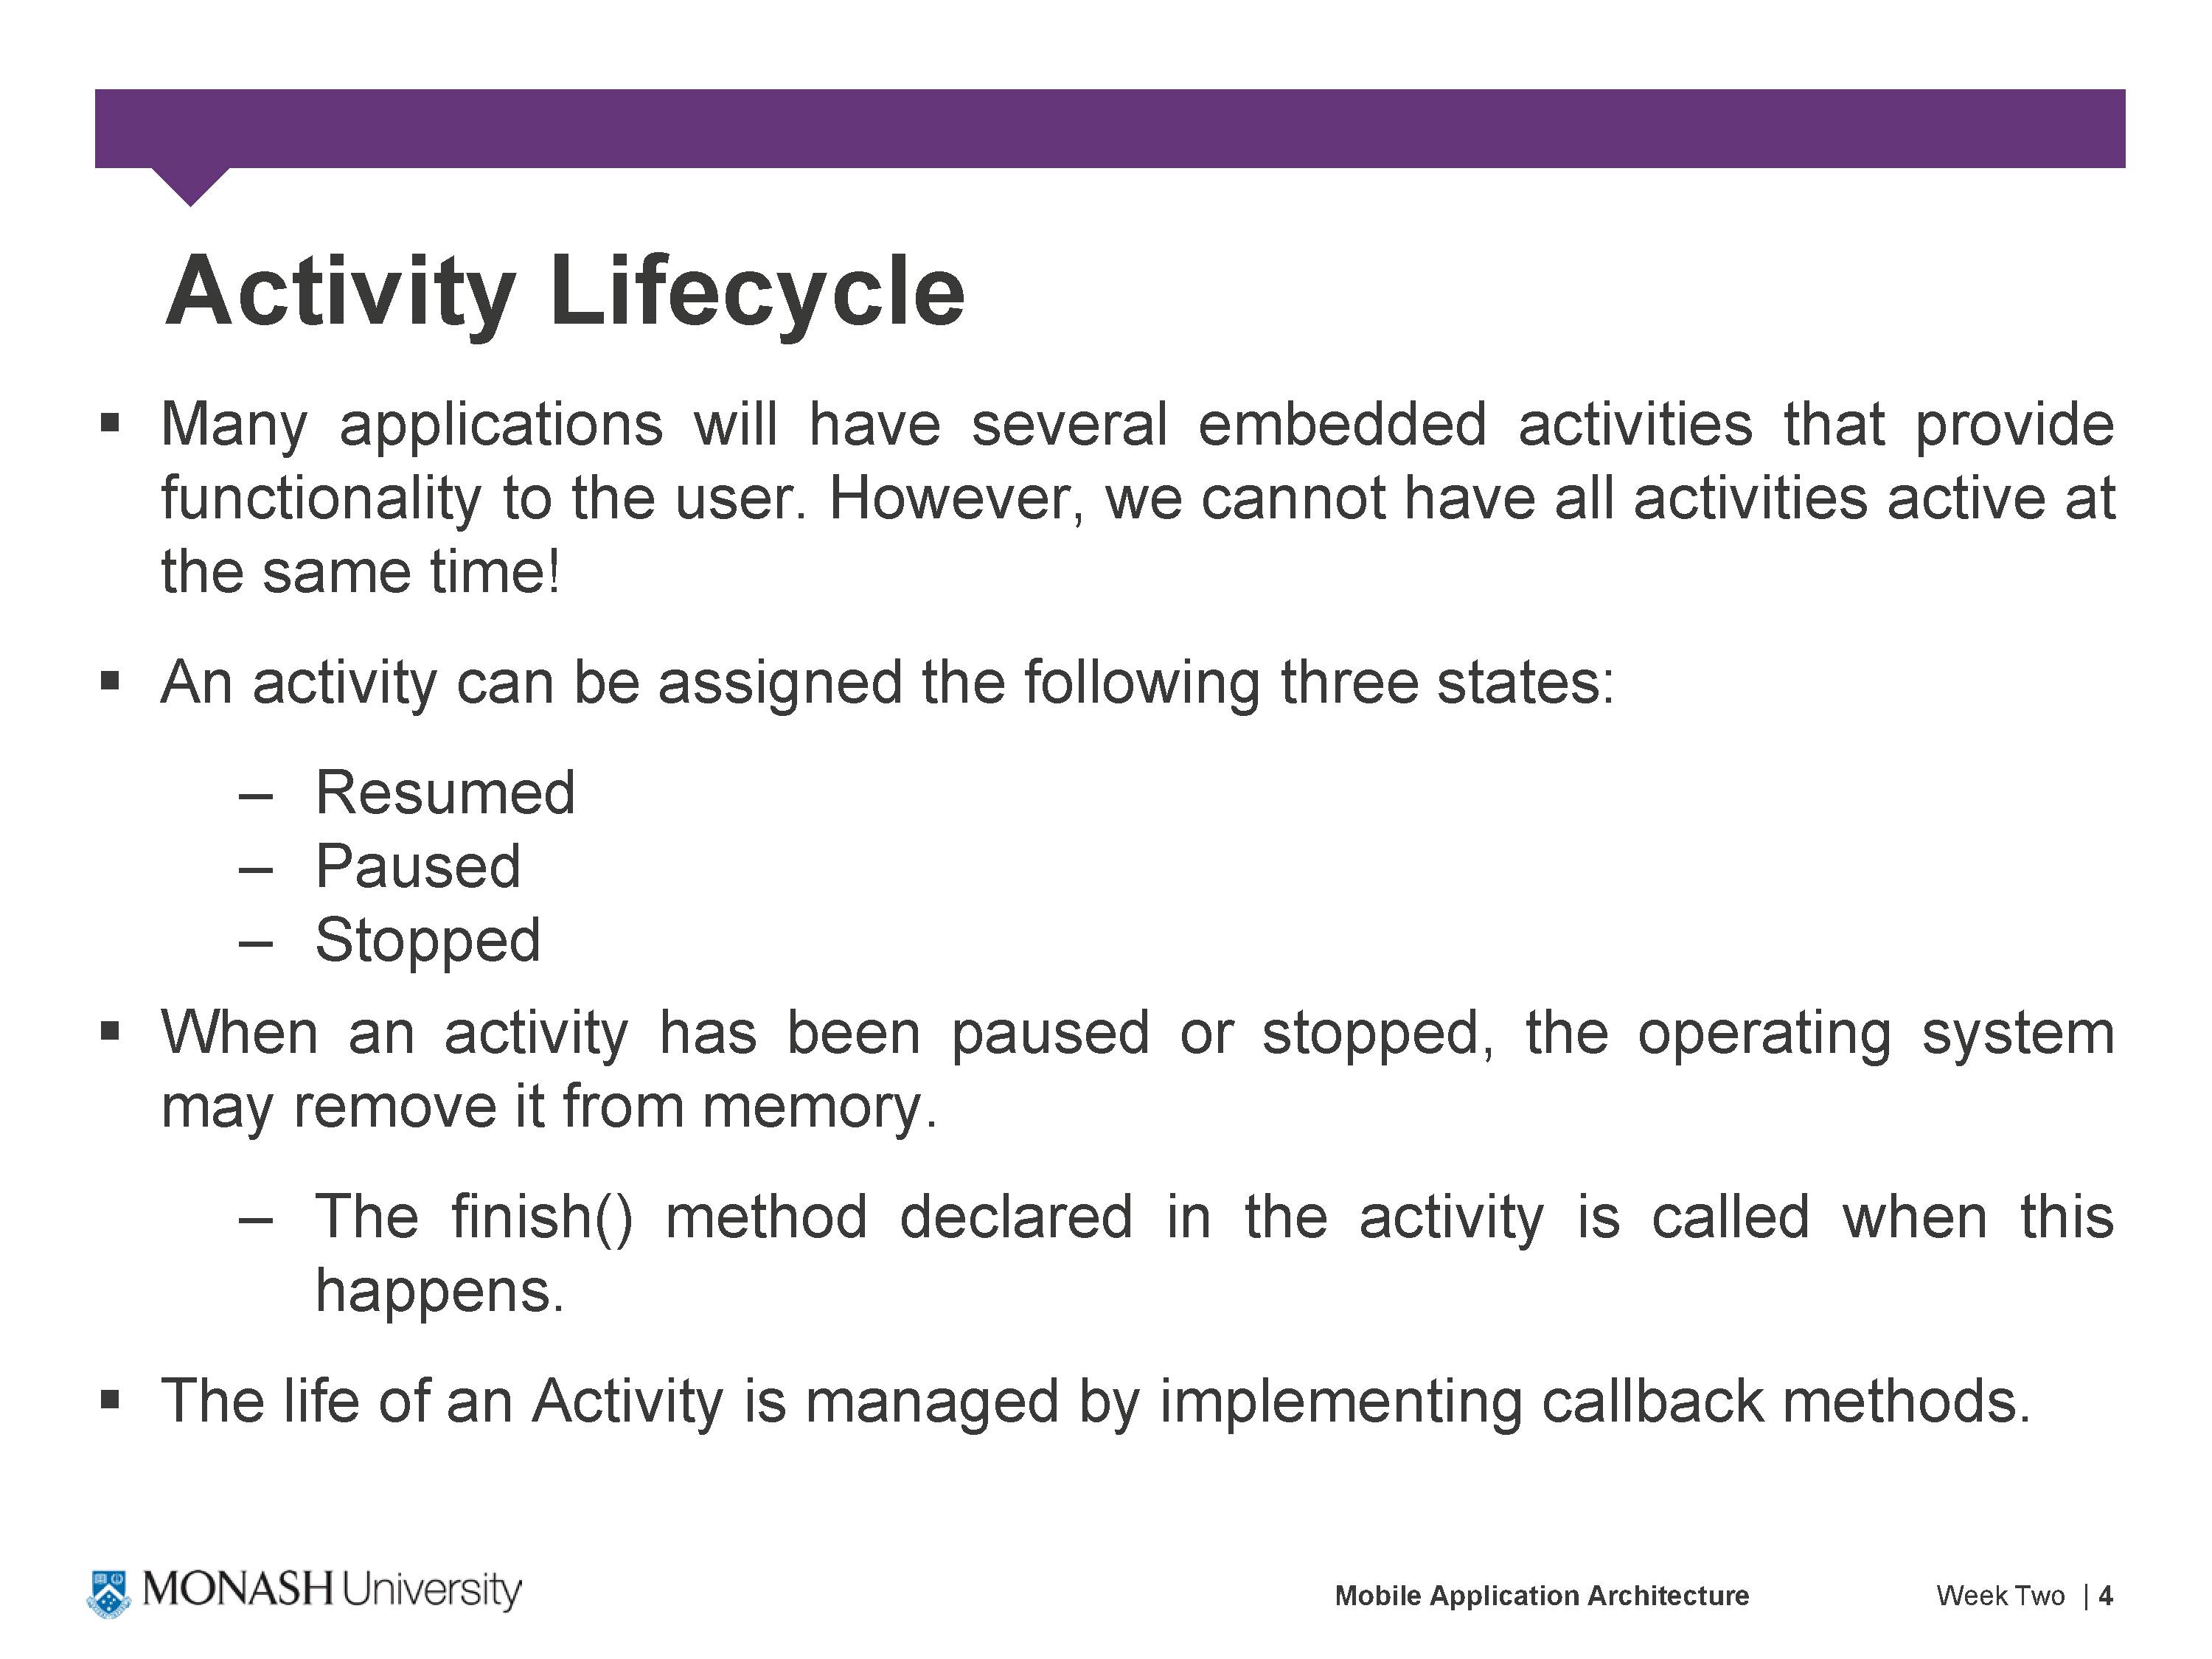 Activity Lifecycle
▪ Many applications will have several embedded activities that provide
functionality to the user. However, we cannot have all activities active at
the same time!
▪ An activity can be assigned the following three states:
– Resumed
– Paused
– Stopped
▪ When an activity has been paused or stopped, the operating system
may remove it from memory.
– The finish() method declared in the activity is called when this
happens.
▪ The life of an Activity is managed by implementing callback methods.
MONASH University
Mobile Application Architecture
Week Two | 4